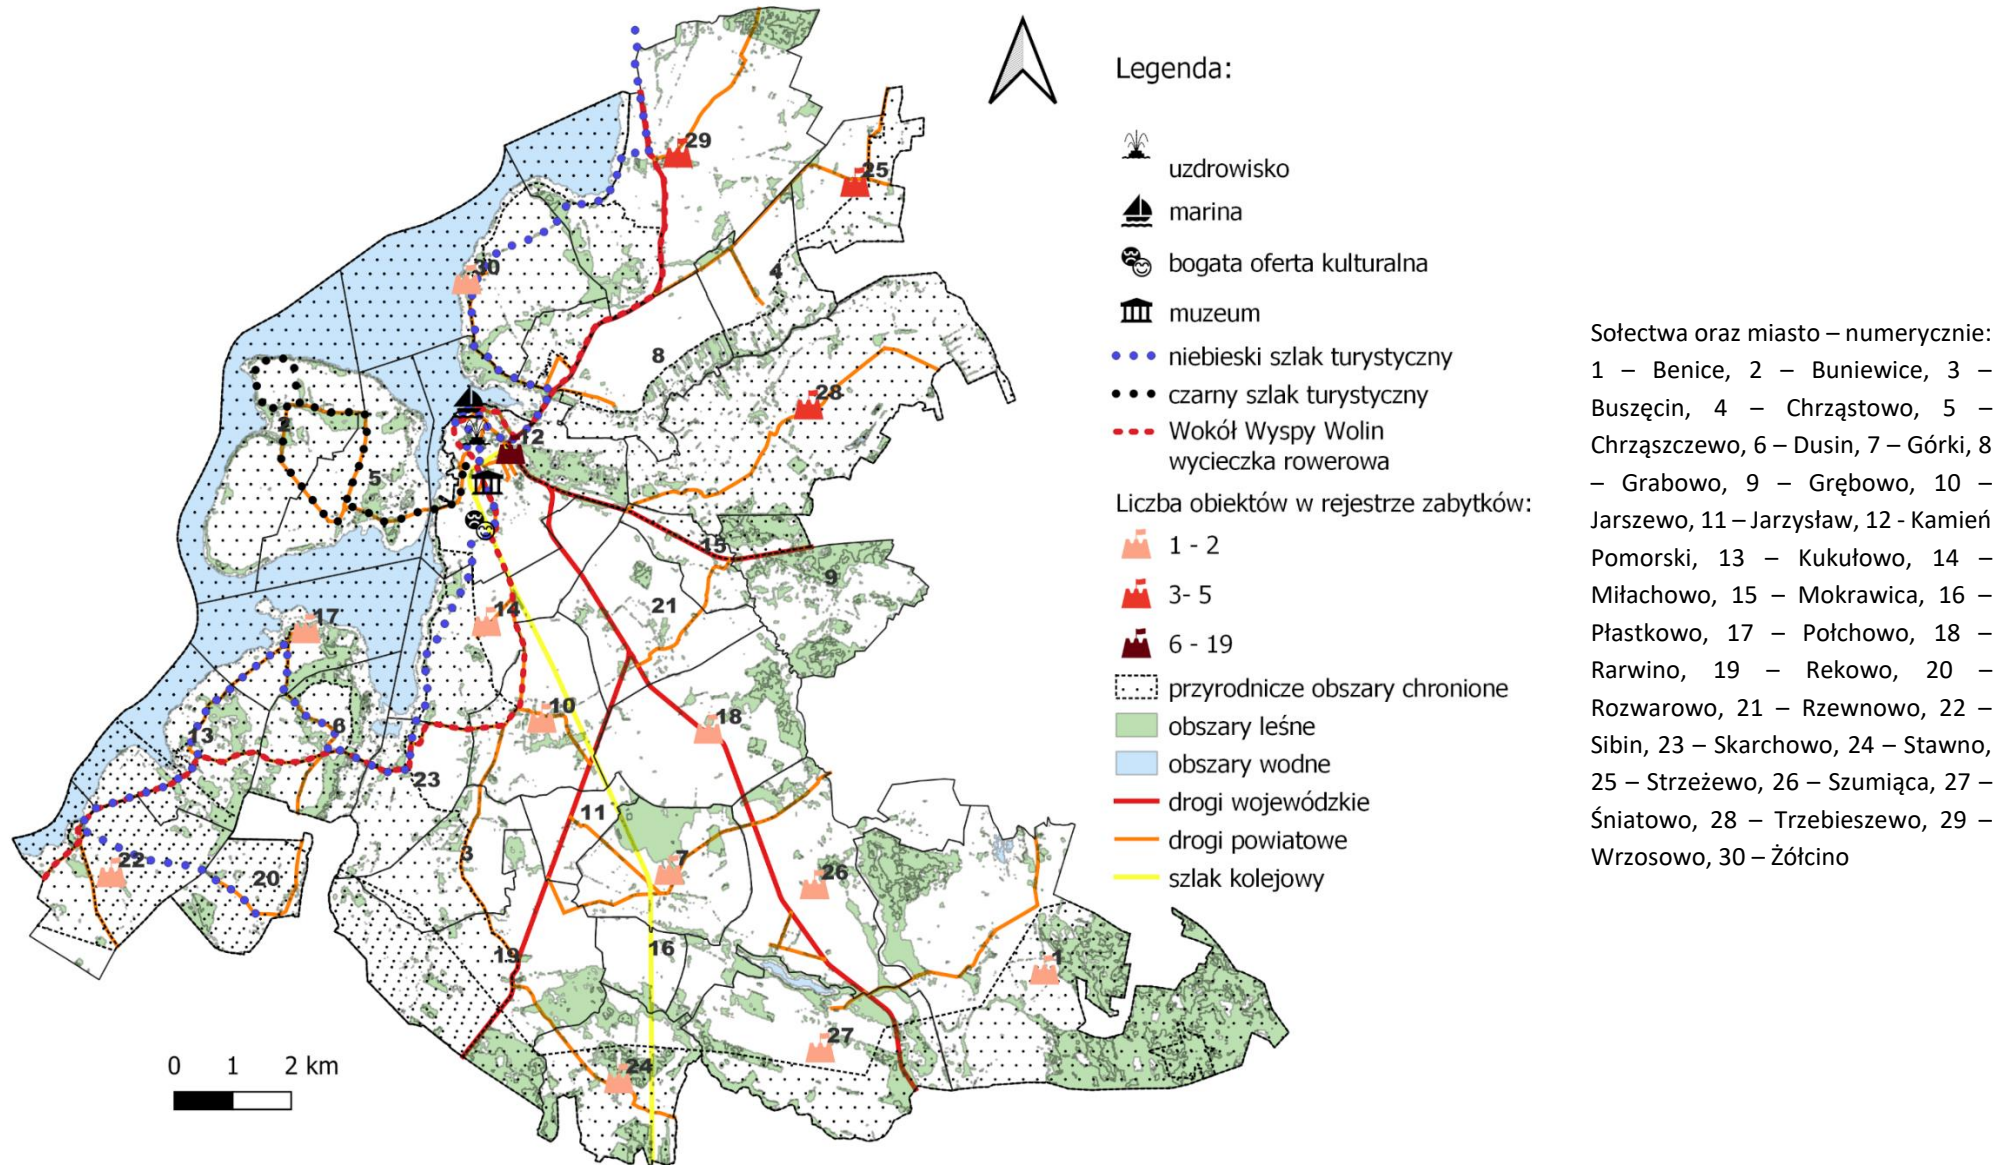 Legenda:
uzdrowisko
marina
bogata oferta kulturalna
muzeum
niebieski szlak turystyczny
czarny szlak turystyczny
Wokół Wyspy Wolin
wycieczka rowerowa
Liczba obiektów w rejestrze zabytków:
1 - 2
3- 5
6 - 19
przyrodnicze obszary chronione
obszary leśne
obszary wodne
drogi wojewódzkie
drogi powiatowe
szlak kolejowy
Sołectwa oraz miasto – numerycznie:
1 – Benice, 2 – Buniewice, 3 –
Buszęcin, 4 – Chrząstowo, 5 –
Chrząszczewo, 6 – Dusin, 7 – Górki, 8
– Grabowo, 9 – Grębowo, 10 –
Jarszewo, 11 – Jarzysław, 12 - Kamień
Pomorski, 13 – Kukułowo, 14 –
Miłachowo, 15 – Mokrawica, 16 –
Płastkowo, 17 – Połchowo, 18 –
Rarwino, 19 – Rekowo, 20 –
Rozwarowo, 21 – Rzewnowo, 22 –
Sibin, 23 – Skarchowo, 24 – Stawno,
25 – Strzeżewo, 26 – Szumiąca, 27 –
Śniatowo, 28 – Trzebieszewo, 29 –
Wrzosowo, 30 – Żółcino
29
25
30
4
8
28
2
12
5
15
9
17
14
21
10
18
13
6
23
11
3
7
22
20
26
19
16
1
27
24
0 1 2 km